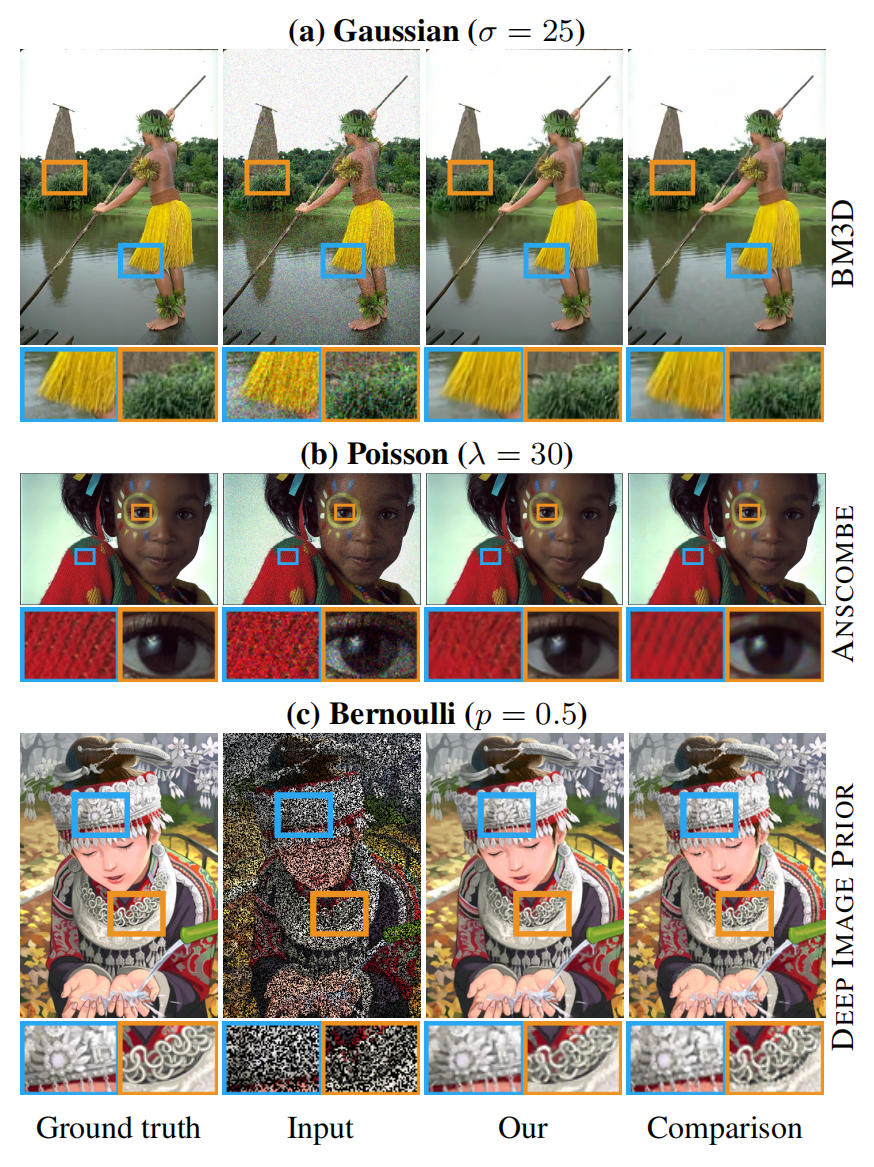 (a) Gaussian (σ = 25)
BM3D
(b) Poisson (λ = 30)
ANSCOMBE
(c) Bernoulli (p = 0.5)
DEEP IMAGE PRIOR
Ground truth
Input
Our
Comparison